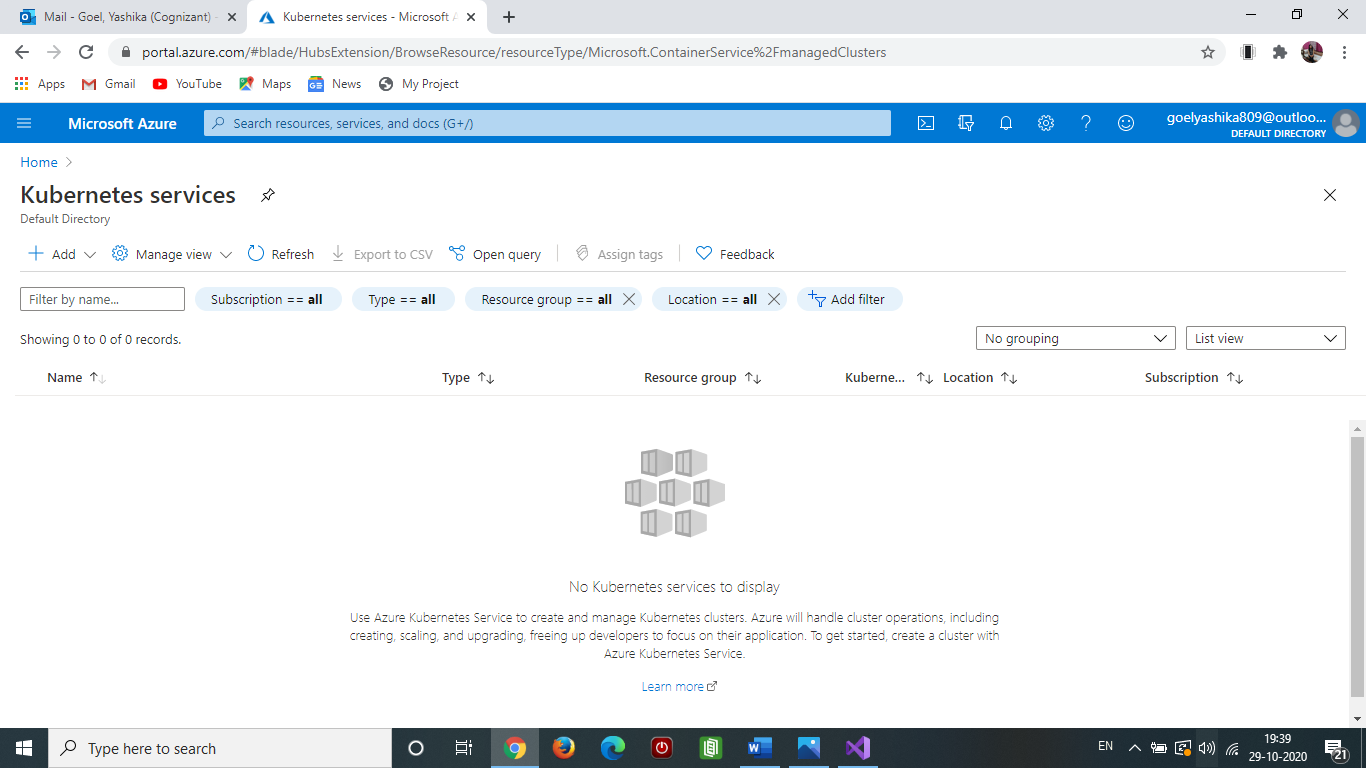 Mail - Goel, Yashika (Cognizant) -
Kubernetes services - Microsoft A
portal.azure.com/#blade/HubsExtension/BrowseResource/resourceType/Microsoft.ContainerService%2FmanagedClusters
Apps Gmail YouTube Maps News My Project
Microsoft Azure
Search resources, services, and docs (G+/)
goelyashika809@outloo...
DEFAULT DIRECTORY
Home
Kubernetes services
Default Directory
Add Manage view Refresh Export to CSV Open query Assign tags Feedback
Filter by name... Subscription == all Type == all Resource group == all Location == all Add filter
Showing 0 to 0 of 0 records.
No grouping List view
Name Type Resource group Kuberne... Location Subscription
No Kubernetes services to display
Use Azure Kubernetes Service to create and manage Kubernetes clusters. Azure will handle cluster operations, including
creating, scaling, and upgrading, freeing up developers to focus on their application. To get started, create a cluster with
Azure Kubernetes Service.
Learn more
Type here to search
EN
19:39
29-10-2020
21